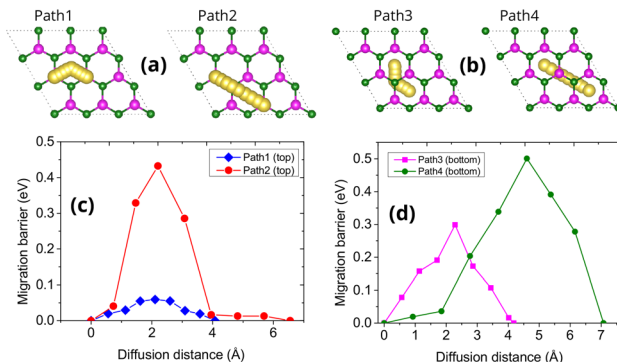 Path1
Path2
Path3
Path4
(a)
(b)
Migration barrier (eV)
0.5
0.4
0.3
0.2
0.1
0.0
(c)
Path1 (top)
Path2 (top)
0
2
4
6
Diffusion distance (Å)
Migration barrier (eV)
0.5
0.4
0.3
0.2
0.1
0.0
Path3 (bottom)
Path4 (bottom)
(d)
0
1
2
3
4
5
6
7
Diffusion distance (Å)